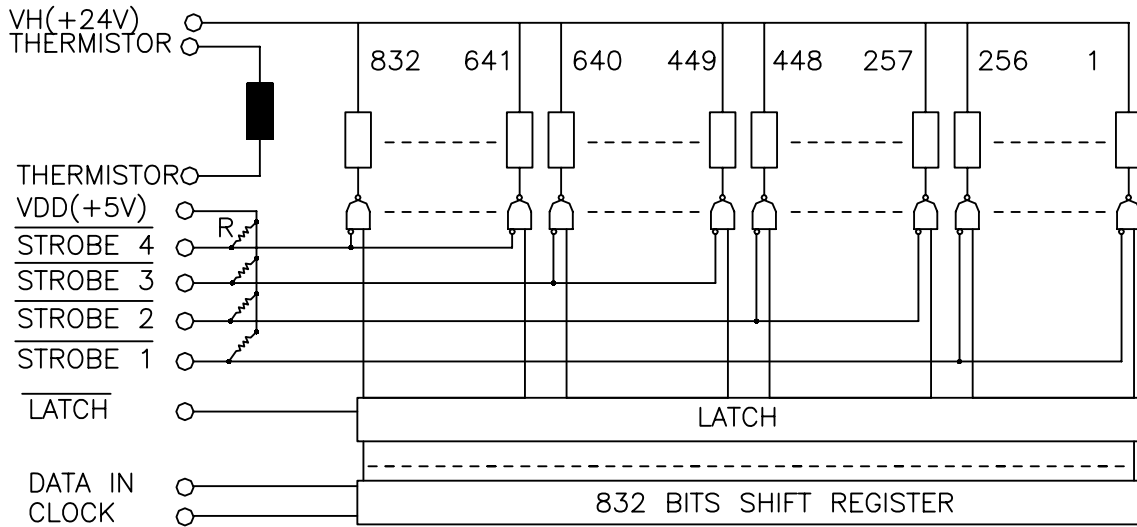 VH(+24V)
THERMISTOR
832 641 640 449 448 257 256 1
THERMISTOR
VDD(+5V)
R
STROBE 4
STROBE 3
STROBE 2
STROBE 1
LATCH
LATCH
DATA IN
CLOCK
832 BITS SHIFT REGISTER